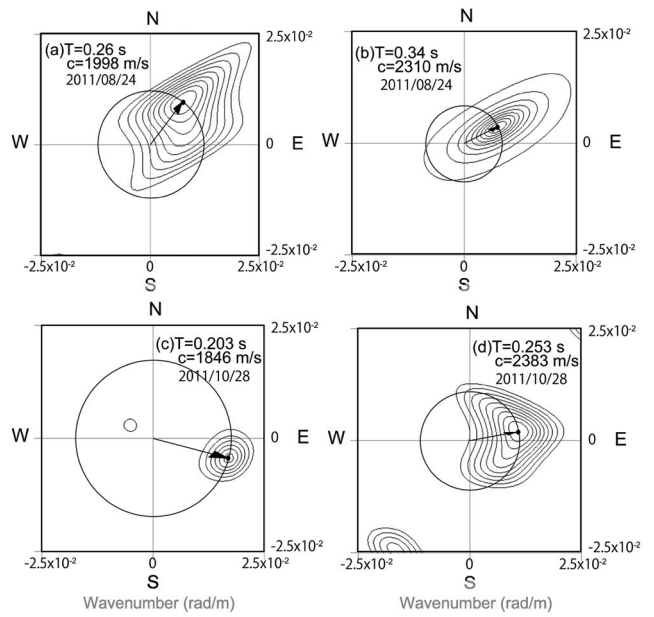 N
(a)T=0.26 s
c=1998 m/s
2011/08/24
2.5x10⁻²
W
0
E
-2.5x10⁻²
-2.5x10⁻²
0
2.5x10⁻²
S
N
(b)T=0.34 s
c=2310 m/s
2011/08/24
2.5x10⁻²
W
0
E
-2.5x10⁻²
-2.5x10⁻²
0
2.5x10⁻²
S
N
(c)T=0.203 s
c=1846 m/s
2011/10/28
2.5x10⁻²
W
0
E
-2.5x10⁻²
-2.5x10⁻²
0
2.5x10⁻²
S
Wavenumber (rad/m)
N
(d)T=0.253 s
c=2383 m/s
2011/10/28
2.5x10⁻²
W
0
E
-2.5x10⁻²
-2.5x10⁻²
0
2.5x10⁻²
S
Wavenumber (rad/m)